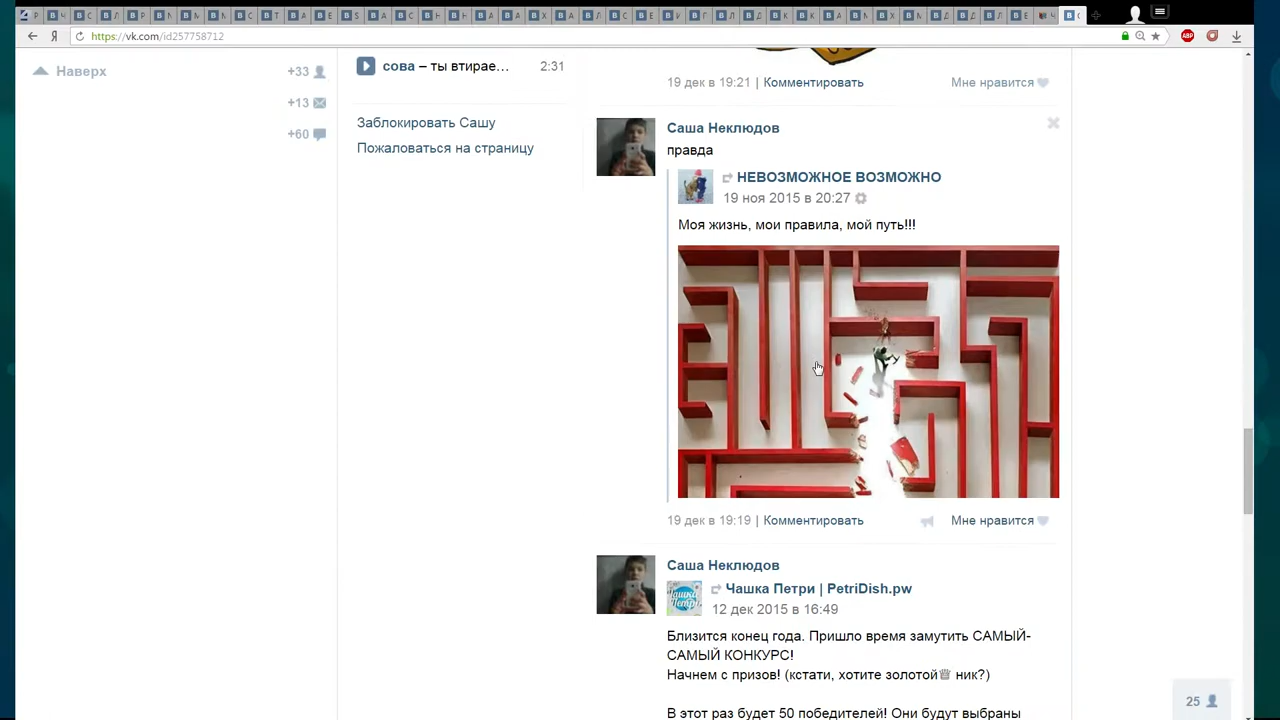 https://vk.com/id257758712
Наверх
+33
+13
+60
сова – ты втирае... 2:31
Заблокировать Сашу
Пожаловаться на страницу
19 дек в 19:21 | Комментировать Мне нравится
Саша Неклюдов
правда
НЕВОЗМОЖНОЕ ВОЗМОЖНО
19 ноя 2015 в 20:27
Моя жизнь, мои правила, мой путь!!!
19 дек в 19:19 | Комментировать Мне нравится
Саша Неклюдов
Чашка Петри | PetriDish.pw
12 дек 2015 в 16:49
Близится конец года. Пришло время замутить САМЫЙ-
САМЫЙ КОНКУРС!
Начнем с призов! (кстати, хотите золотой♕ ник?)
В этот раз будет 50 победителей! Они будут выбраны
25